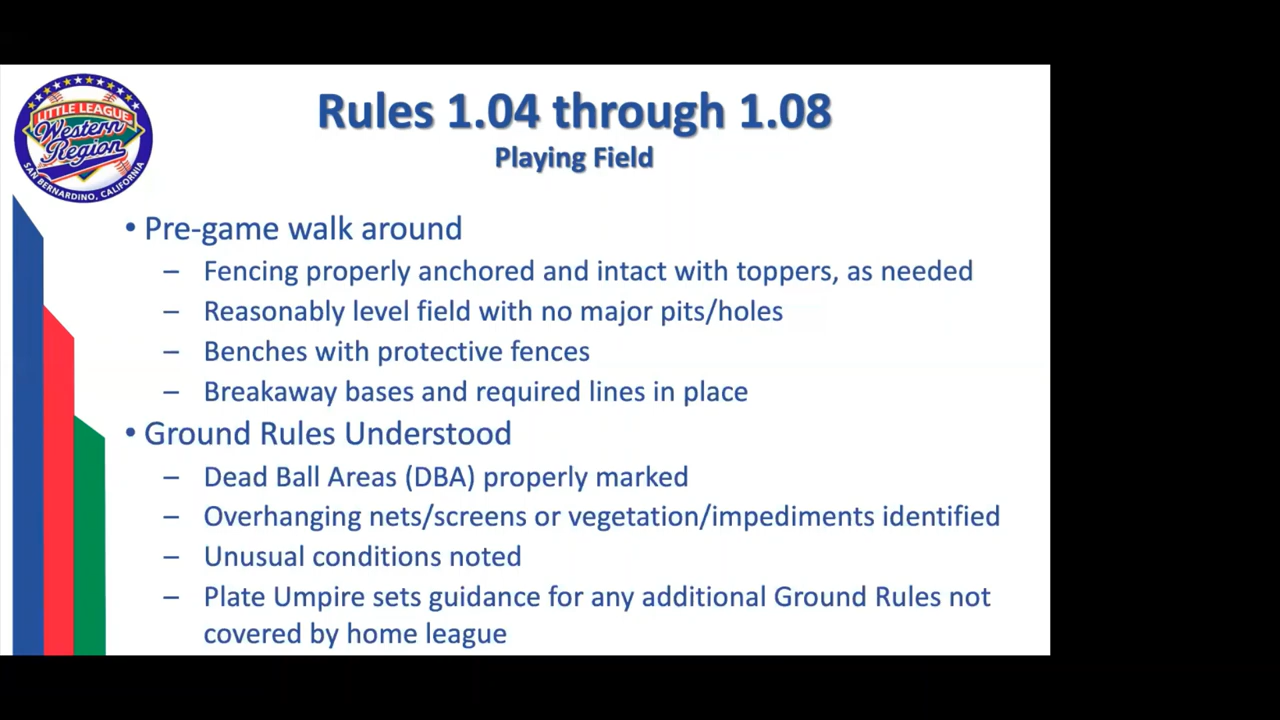 LITTLE LEAGUE
Western
Region
SAN BERNARDINO, CALIFORNIA
Rules 1.04 through 1.08
Playing Field
• Pre-game walk around
– Fencing properly anchored and intact with toppers, as needed
– Reasonably level field with no major pits/holes
– Benches with protective fences
– Breakaway bases and required lines in place
• Ground Rules Understood
– Dead Ball Areas (DBA) properly marked
– Overhanging nets/screens or vegetation/impediments identified
– Unusual conditions noted
– Plate Umpire sets guidance for any additional Ground Rules not
covered by home league